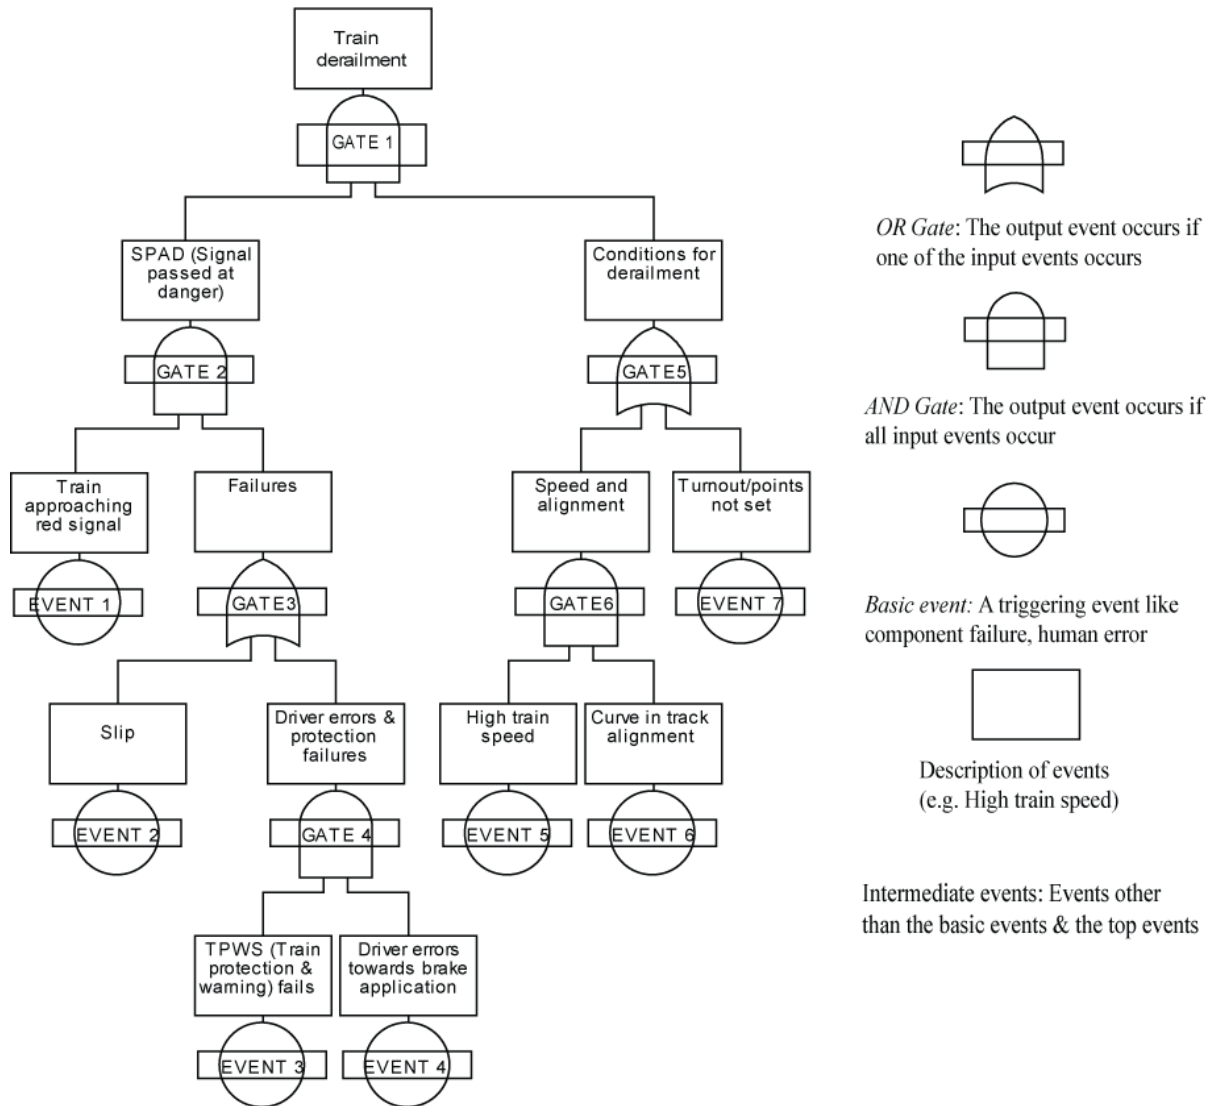 Train
derailment
GATE 1
SPAD (Signal
passed at
danger)
Conditions for
derailment
GATE 2
GATE5
Train
approaching
red signal
Failures
Speed and
alignment
Turnout/points
not set
EVENT 1
GATE3
GATE6
EVENT 7
Slip
Driver errors &
protection
failures
High train
speed
Curve in track
alignment
EVENT 2
GATE 4
EVENT 5
EVENT 6
TPWS (Train
protection &
warning) fails
Driver errors
towards brake
application
EVENT 3
EVENT 4
OR Gate: The output event occurs if
one of the input events occurs
AND Gate: The output event occurs if
all input events occur
Basic event: A triggering event like
component failure, human error
Description of events
(e.g. High train speed)
Intermediate events: Events other
than the basic events & the top events